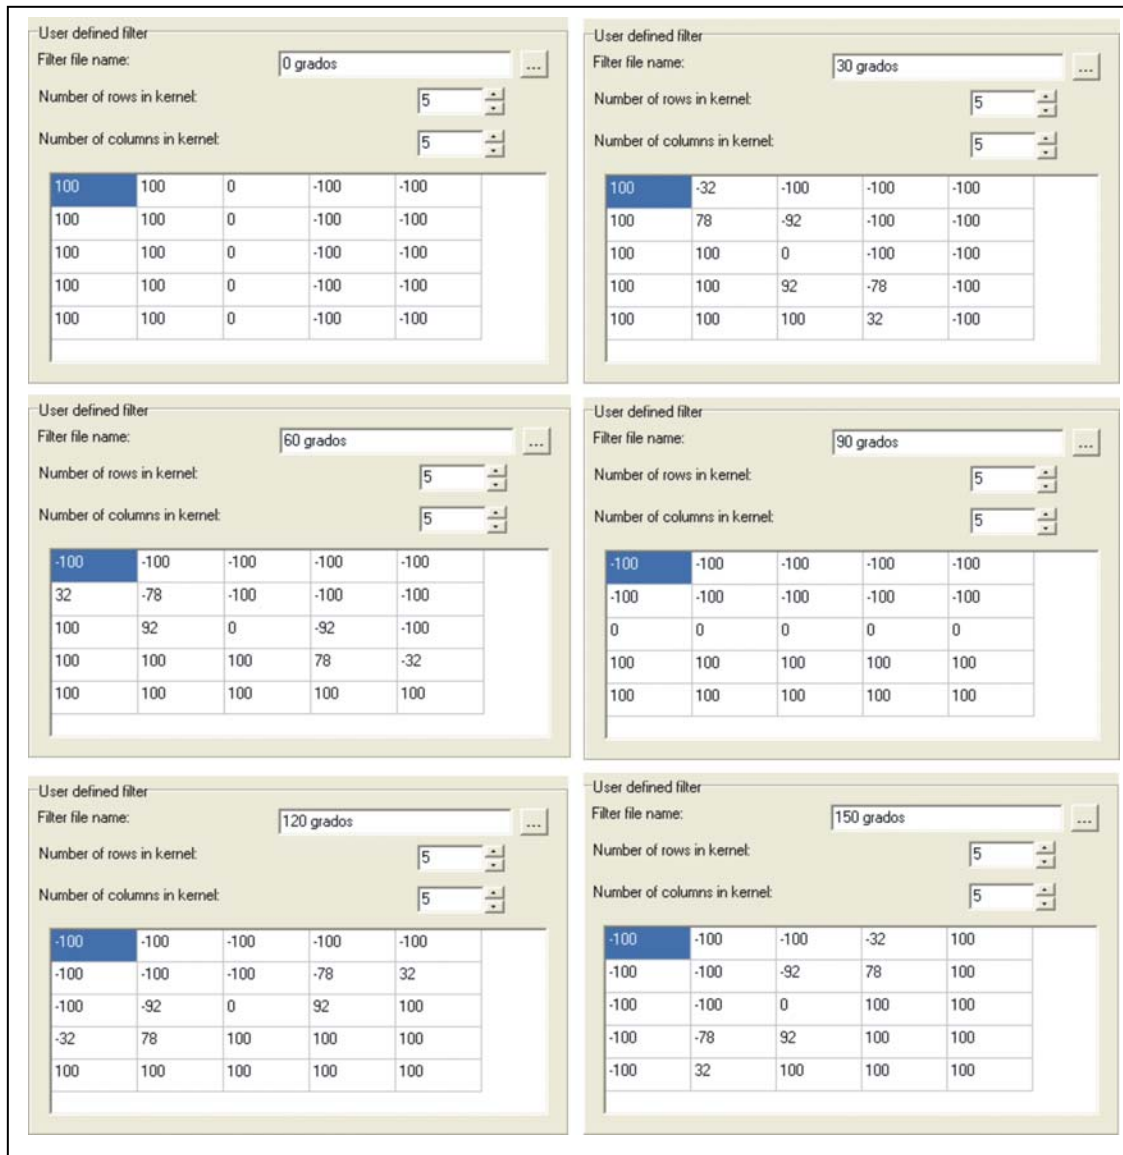 User defined filter
Filter file name: 0 grados ...
Number of rows in kernel: 5
Number of columns in kernel: 5
100 100 0 -100 -100
100 100 0 -100 -100
100 100 0 -100 -100
100 100 0 -100 -100
100 100 0 -100 -100
User defined filter
Filter file name: 30 grados ...
Number of rows in kernel: 5
Number of columns in kernel: 5
100 -32 -100 -100 -100
100 78 -92 -100 -100
100 100 0 -100 -100
100 100 92 -78 -100
100 100 100 32 -100
User defined filter
Filter file name: 60 grados ...
Number of rows in kernel: 5
Number of columns in kernel: 5
-100 -100 -100 -100 -100
32 -78 -100 -100 -100
100 92 0 -92 -100
100 100 100 78 -32
100 100 100 100 100
User defined filter
Filter file name: 90 grados ...
Number of rows in kernel: 5
Number of columns in kernel: 5
-100 -100 -100 -100 -100
-100 -100 -100 -100 -100
0 0 0 0 0
100 100 100 100 100
100 100 100 100 100
User defined filter
Filter file name: 120 grados ...
Number of rows in kernel: 5
Number of columns in kernel: 5
-100 -100 -100 -100 -100
-100 -100 -100 -78 32
-100 -92 0 92 100
-32 78 100 100 100
100 100 100 100 100
User defined filter
Filter file name: 150 grados ...
Number of rows in kernel: 5
Number of columns in kernel: 5
-100 -100 -100 -32 100
-100 -100 -92 78 100
-100 -100 0 100 100
-100 -78 92 100 100
-100 32 100 100 100